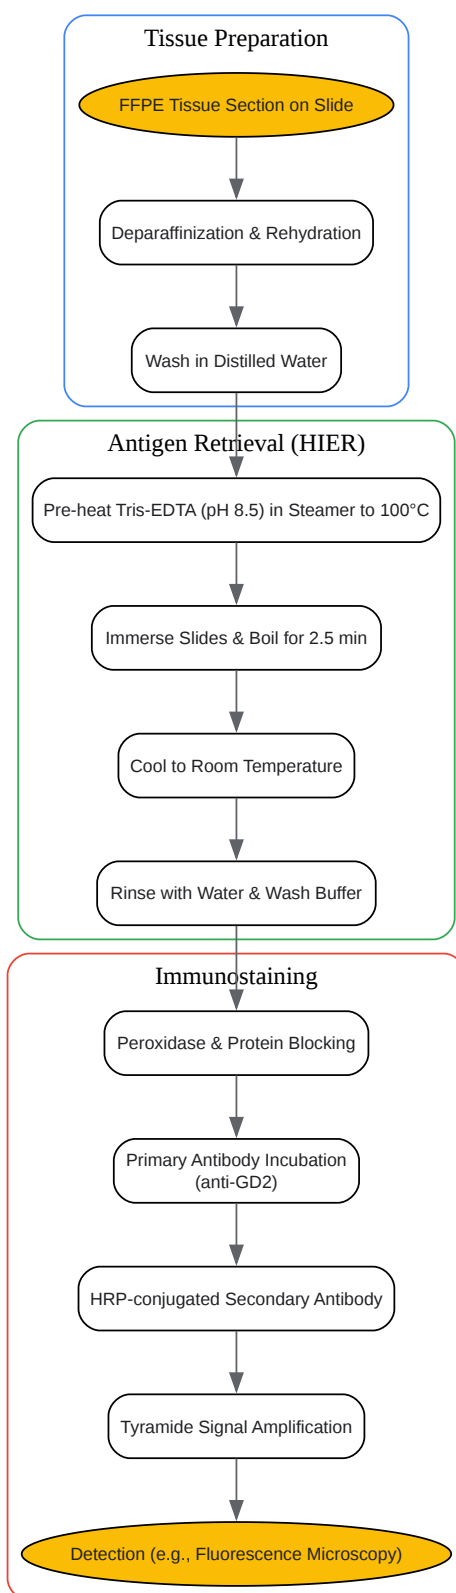 Tissue Preparation
FFPE Tissue Section on Slide
Deparaffinization & Rehydration
Wash in Distilled Water
Antigen Retrieval (HIER)
Pre-heat Tris-EDTA (pH 8.5) in Steamer to 100°C
Immerse Slides & Boil for 2.5 min
Cool to Room Temperature
Rinse with Water & Wash Buffer
Immunostaining
Peroxidase & Protein Blocking
Primary Antibody Incubation
(anti-GD2)
HRP-conjugated Secondary Antibody
Tyramide Signal Amplification
Detection (e.g., Fluorescence Microscopy)